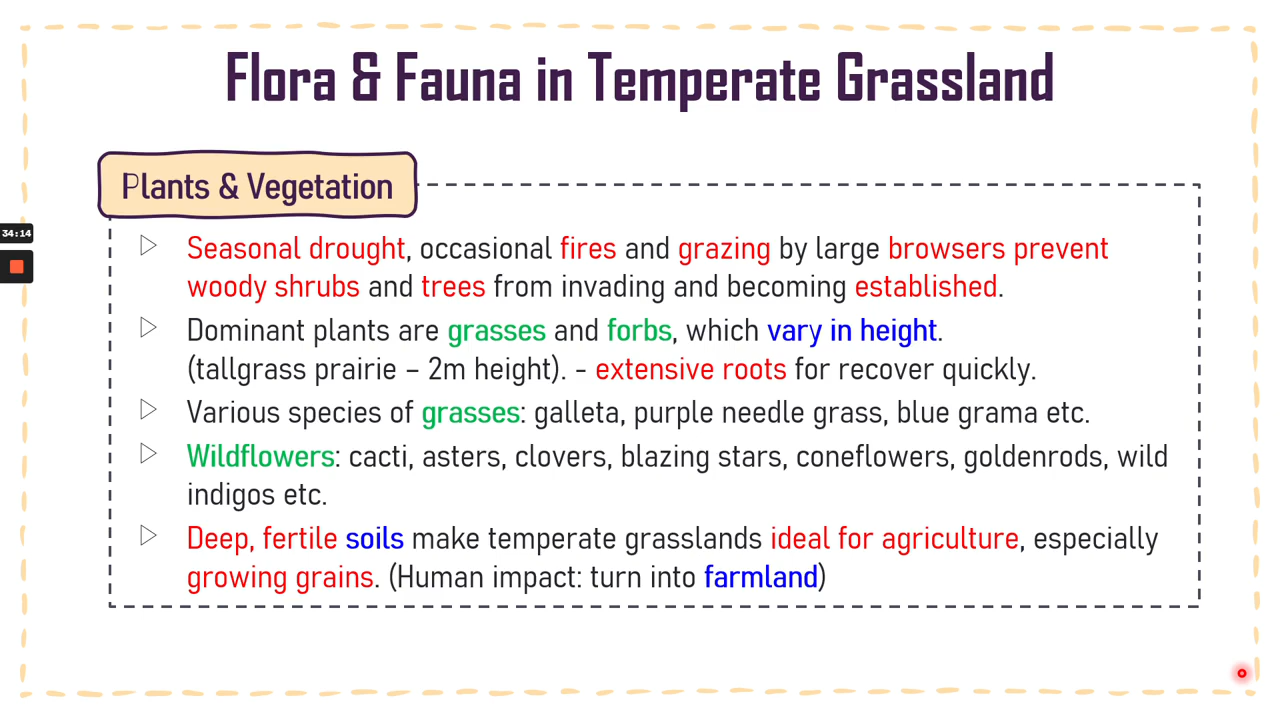 Flora & Fauna in Temperate Grassland
Plants & Vegetation
34:14
Seasonal drought, occasional fires and grazing by large browsers prevent
woody shrubs and trees from invading and becoming established.
Dominant plants are grasses and forbs, which vary in height.
(tallgrass prairie – 2m height). - extensive roots for recover quickly.
Various species of grasses: galleta, purple needle grass, blue grama etc.
Wildflowers: cacti, asters, clovers, blazing stars, coneflowers, goldenrods, wild
indigos etc.
Deep, fertile soils make temperate grasslands ideal for agriculture, especially
growing grains. (Human impact: turn into farmland)